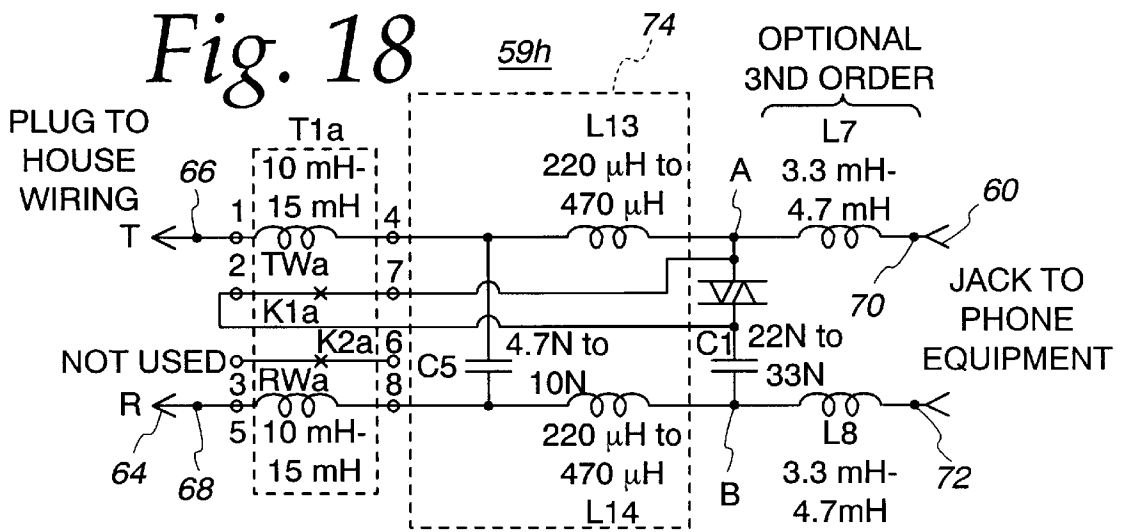 Fig. 18
59h
74
OPTIONAL
3ND ORDER
PLUG TO
HOUSE
WIRING
T1a
10 mH-
15 mH
L13
220 µH to
470 µH
L7
3.3 mH-
4.7 mH
66
1
4
A
60
T
TWa
2
7
70
K1a
JACK TO
PHONE
EQUIPMENT
NOT USED
K2a
6
C5
4.7N to
10N
C1
22N to
33N
3
8
R
RWa
5
10 mH-
15 mH
64
68
220 µH to
470 µH
L14
B
L8
3.3 mH-
4.7mH
72